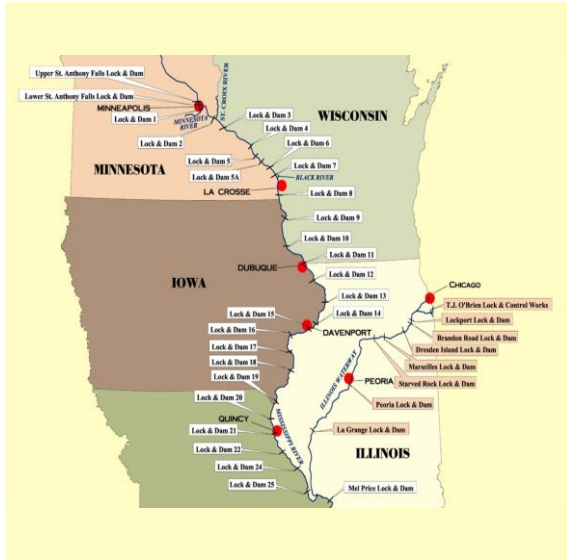 Upper St. Anthony Falls Lock & Dam
Lower St. Anthony Falls Lock & Dam
MINNEAPOLIS
Lock & Dam 1
MINNESOTA
RIVER
ST. CROIX RIVER
Lock & Dam 2
Lock & Dam 3
WISCONSIN
Lock & Dam 4
Lock & Dam 6
Lock & Dam 5
MINNESOTA
Lock & Dam 7
Lock & Dam 5A
BLACK RIVER
LA CROSSE
Lock & Dam 8
Lock & Dam 9
Lock & Dam 10
Lock & Dam 11
DUBUQUE
Lock & Dam 12
IOWA
CHICAGO
Lock & Dam 13
T.J. O'Brien Lock & Control Works
Lock & Dam 15
Lock & Dam 14
Lockport Lock & Dam
Lock & Dam 16
DAVENPORT
Brandon Road Lock & Dam
Lock & Dam 17
Dresden Island Lock & Dam
Lock & Dam 18
Marseilles Lock & Dam
Lock & Dam 19
ILLINOIS WATERWAY
PEORIA
Starved Rock Lock & Dam
Lock & Dam 20
Peoria Lock & Dam
QUINCY
MISSISSIPPI RIVER
Lock & Dam 21
La Grange Lock & Dam
Lock & Dam 22
ILLINOIS
Lock & Dam 24
Lock & Dam 25
Mel Price Lock & Dam